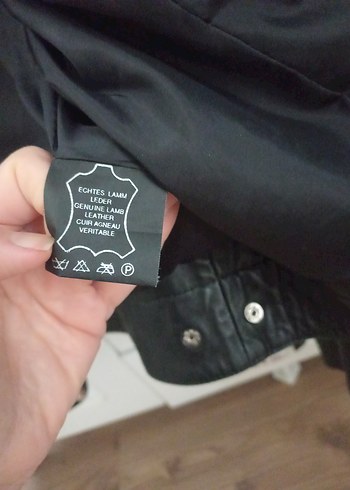 ECHTES LAMM
LEDER
GENUINE LAMB
LEATHER
CUIR AGNEAU
VERITABLE
P